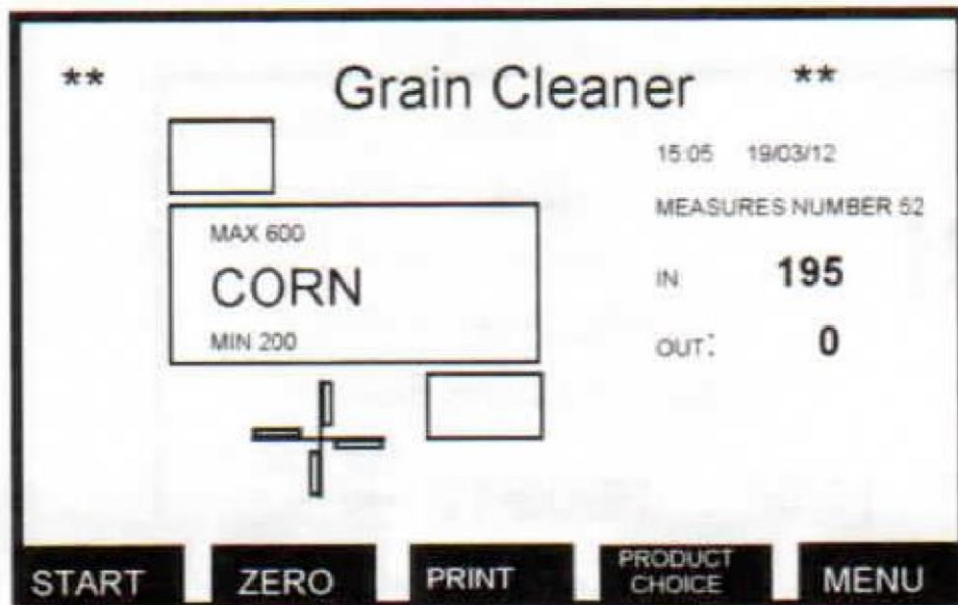 ** Grain Cleaner **
15:05 19/03/12
MEASURES NUMBER 52
MAX 600
CORN
MIN 200
IN 195
OUT: 0
START ZERO PRINT PRODUCT CHOICE MENU